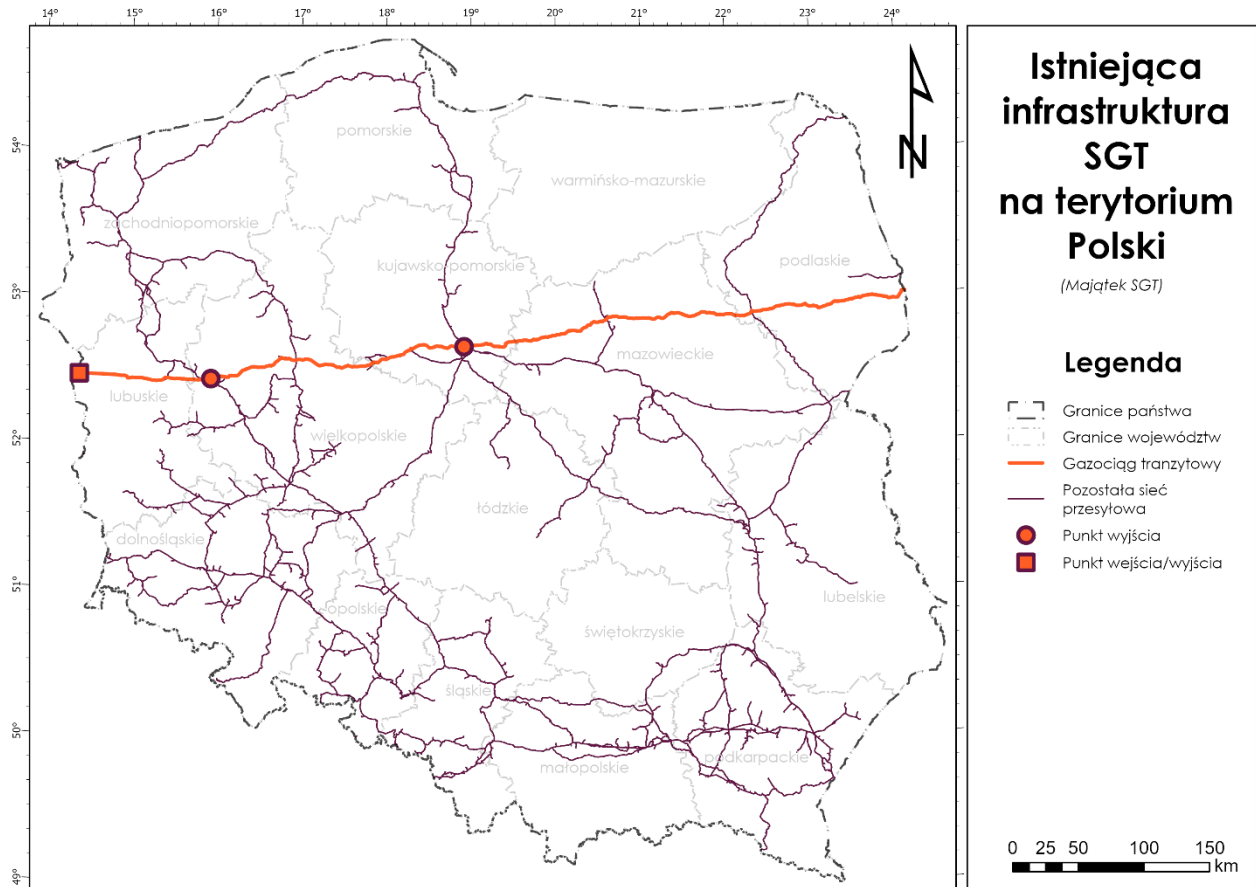 14° 15° 16° 17° 18° 19° 20° 21° 22° 23° 24°
54°
53°
52°
51°
50°
49°
pomorskie
warmińsko-mazurskie
zachodniopomorskie
kujawsko-pomorskie
podlaskie
mazowieckie
lubuskie
wielkopolskie
łódzkie
dolnośląskie
lubelskie
opolskie
świętokrzyskie
śląskie
małopolskie
podkarpackie
N
Istniejąca
infrastruktura
SGT
na terytorium
Polski
(Majątek SGT)
Legenda
Granice państwa
Granice województw
Gazociąg tranzytowy
Pozostała sieć
przesyłowa
Punkt wyjścia
Punkt wejścia/wyjścia
0 25 50 100 150
km